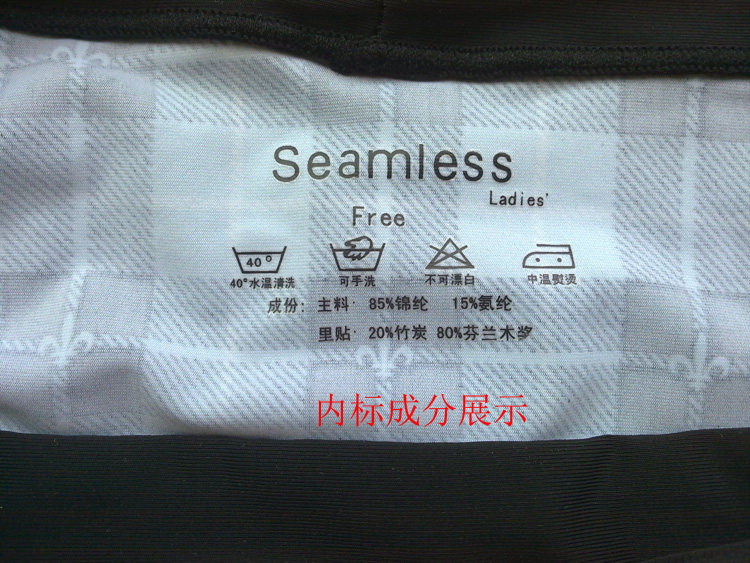 Seamless
Ladies'
Free
40°
40°水温清洗 可手洗 不可漂白 中温熨烫
成份: 主料: 85%锦纶 15%氨纶
里贴: 20%竹炭 80%芬兰木桨
内标成分展示